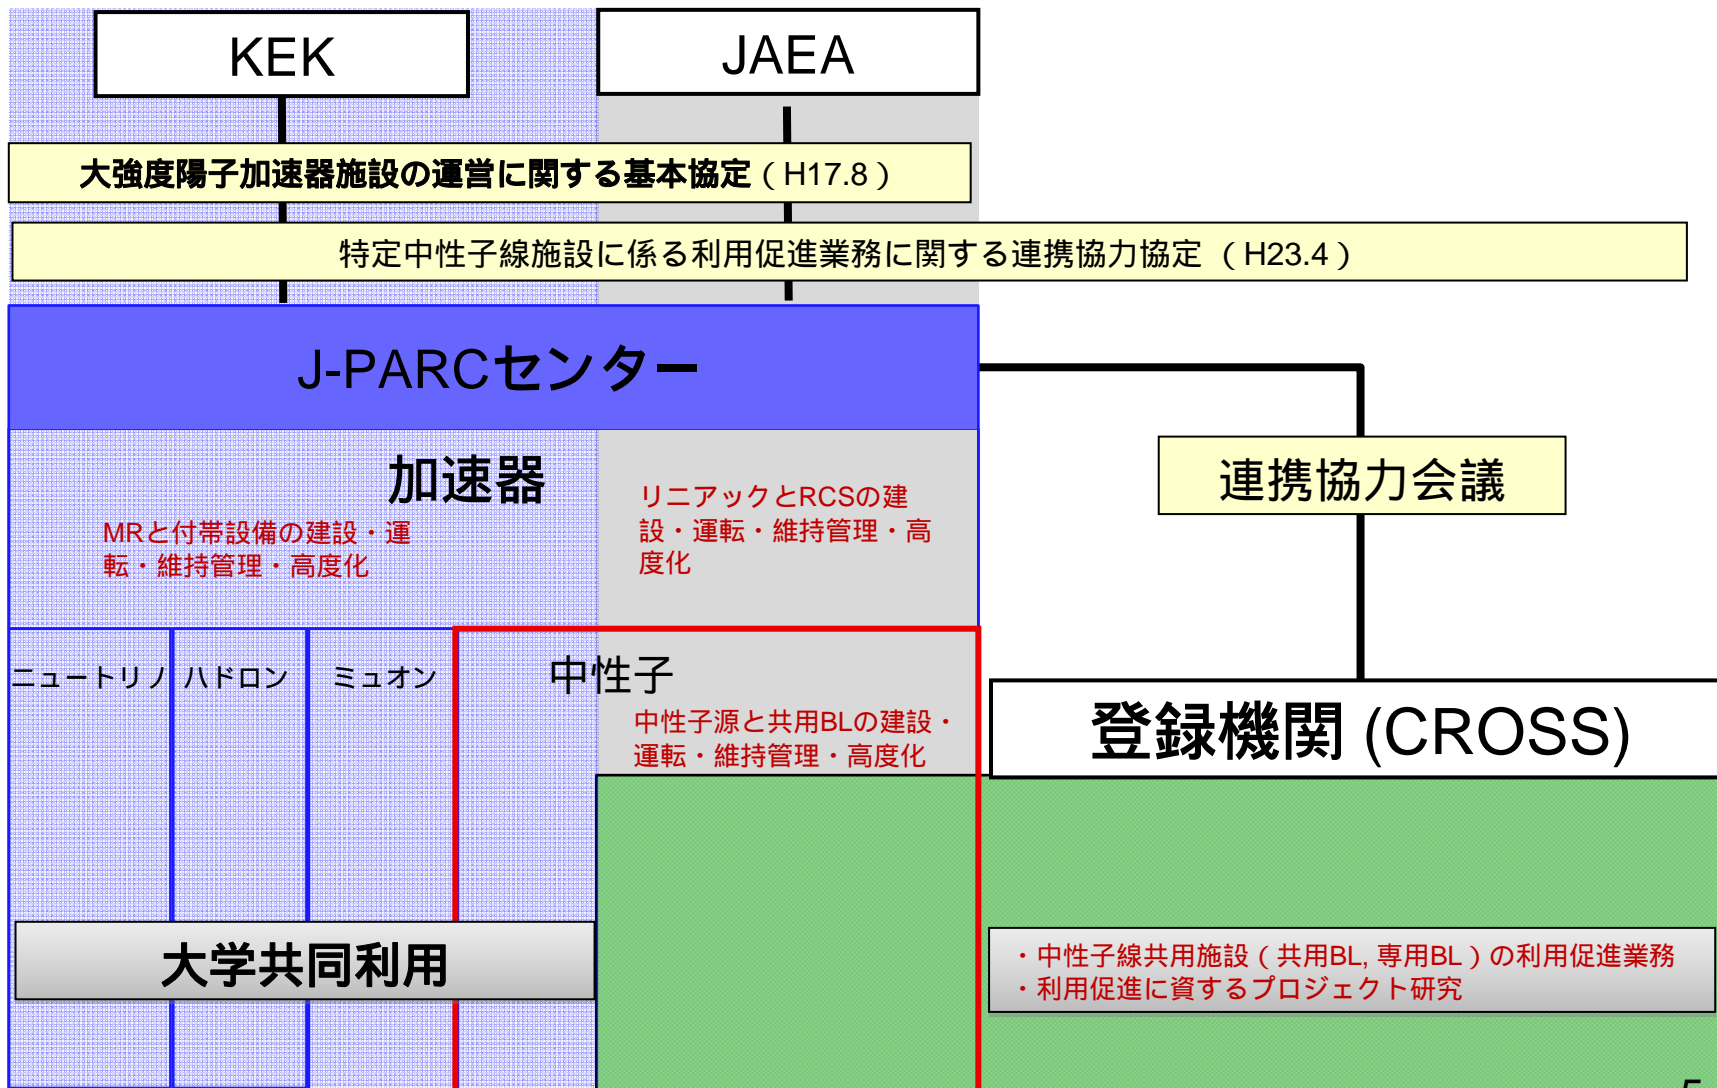 KEK
JAEA
大強度陽子加速器施設の運営に関する基本協定（H17.8）
特定中性子線施設に係る利用促進業務に関する連携協力協定 （H23.4）
J-PARCセンター
加速器
MRと付帯設備の建設・運
転・維持管理・高度化
リニアックとRCSの建
設・運転・維持管理・高
度化
連携協力会議
ニュートリノ
ハドロン
ミュオン
中性子
中性子源と共用BLの建設・
運転・維持管理・高度化
登録機関 (CROSS)
大学共同利用
・中性子線共用施設（共用BL, 専用BL）の利用促進業務
・利用促進に資するプロジェクト研究